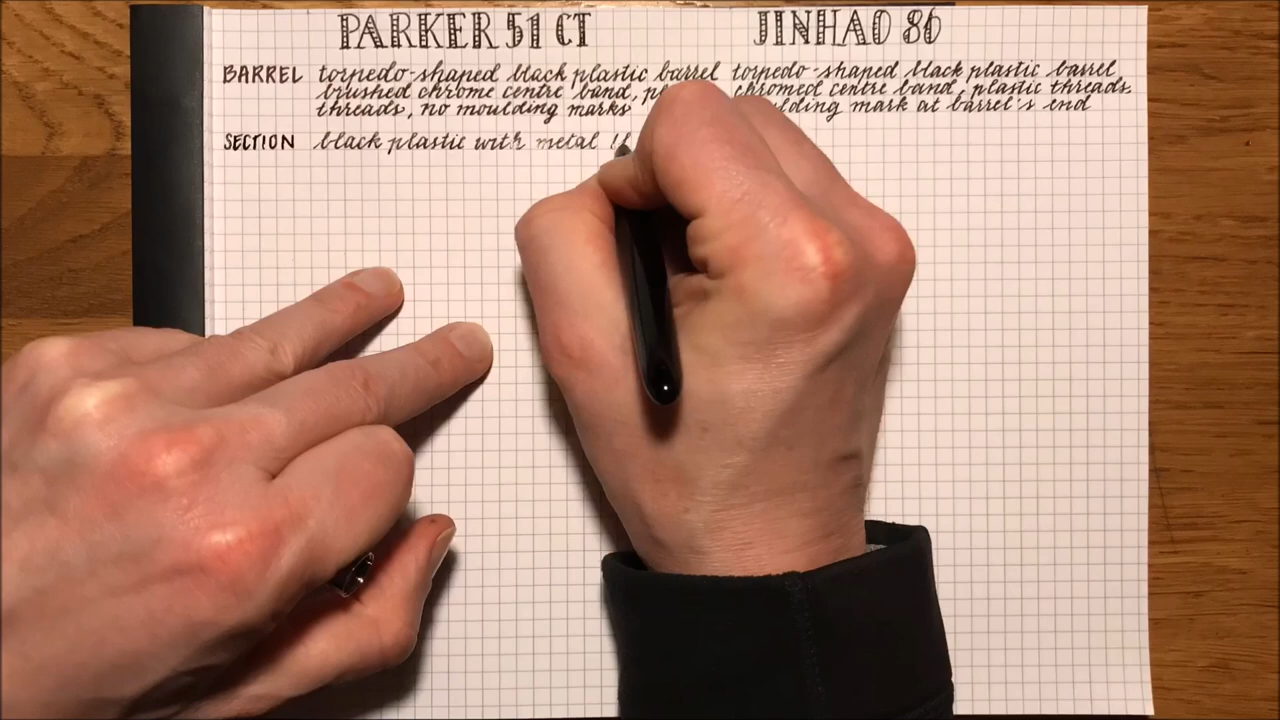 PARKER 51 CT JINHAO 86
BARREL torpedo-shaped black plastic barrel torpedo-shaped black plastic barrel
brushed chrome centre band, chromed centre band, plastic threads,
threads, no moulding marks mark at barrel's end
SECTION black plastic with metal